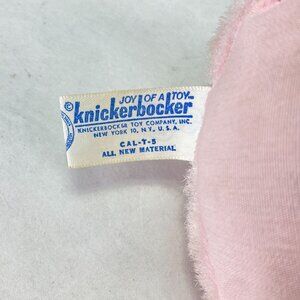 JOY OF A TOY
© knickerbocker
KNICKERBOCKER TOY COMPANY, INC.
NEW YORK 10, N.Y., U.S.A.
CAL-T-5
ALL NEW MATERIAL